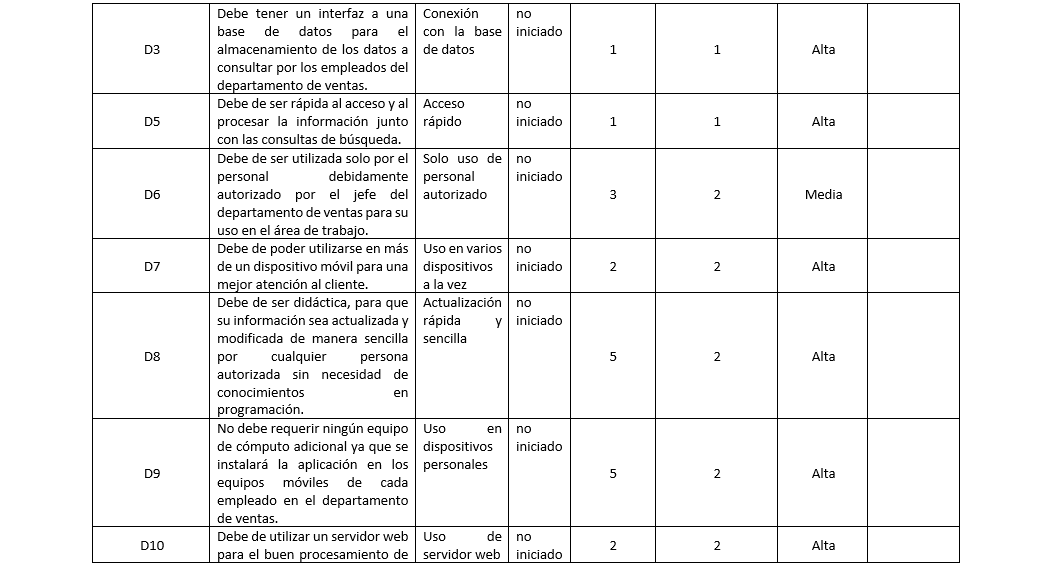 D3
Debe tener un interfaz a una
base de datos para el
almacenamiento de los datos a
consultar por los empleados del
departamento de ventas.
Conexión
con la base
de datos
no
iniciado
1
1
Alta
D5
Debe de ser rápida al acceso y al
procesar la información junto
con las consultas de búsqueda.
Acceso
rápido
no
iniciado
1
1
Alta
D6
Debe de ser utilizada solo por el
personal debidamente
autorizado por el jefe del
departamento de ventas para su
uso en el área de trabajo.
Solo uso de
personal
autorizado
no
iniciado
3
2
Media
D7
Debe de poder utilizarse en más
de un dispositivo móvil para una
mejor atención al cliente.
Uso en varios
dispositivos
a la vez
no
iniciado
2
2
Alta
D8
Debe de ser didáctica, para que
su información sea actualizada y
modificada de manera sencilla
por cualquier persona
autorizada sin necesidad de
conocimientos en
programación.
Actualización
rápida y
sencilla
no
iniciado
5
2
Alta
D9
No debe requerir ningún equipo
de cómputo adicional ya que se
instalará la aplicación en los
equipos móviles de cada
empleado en el departamento
de ventas.
Uso en
dispositivos
personales
no
iniciado
5
2
Alta
D10
Debe de utilizar un servidor web
para el buen procesamiento de
Uso de
servidor web
no
iniciado
2
2
Alta